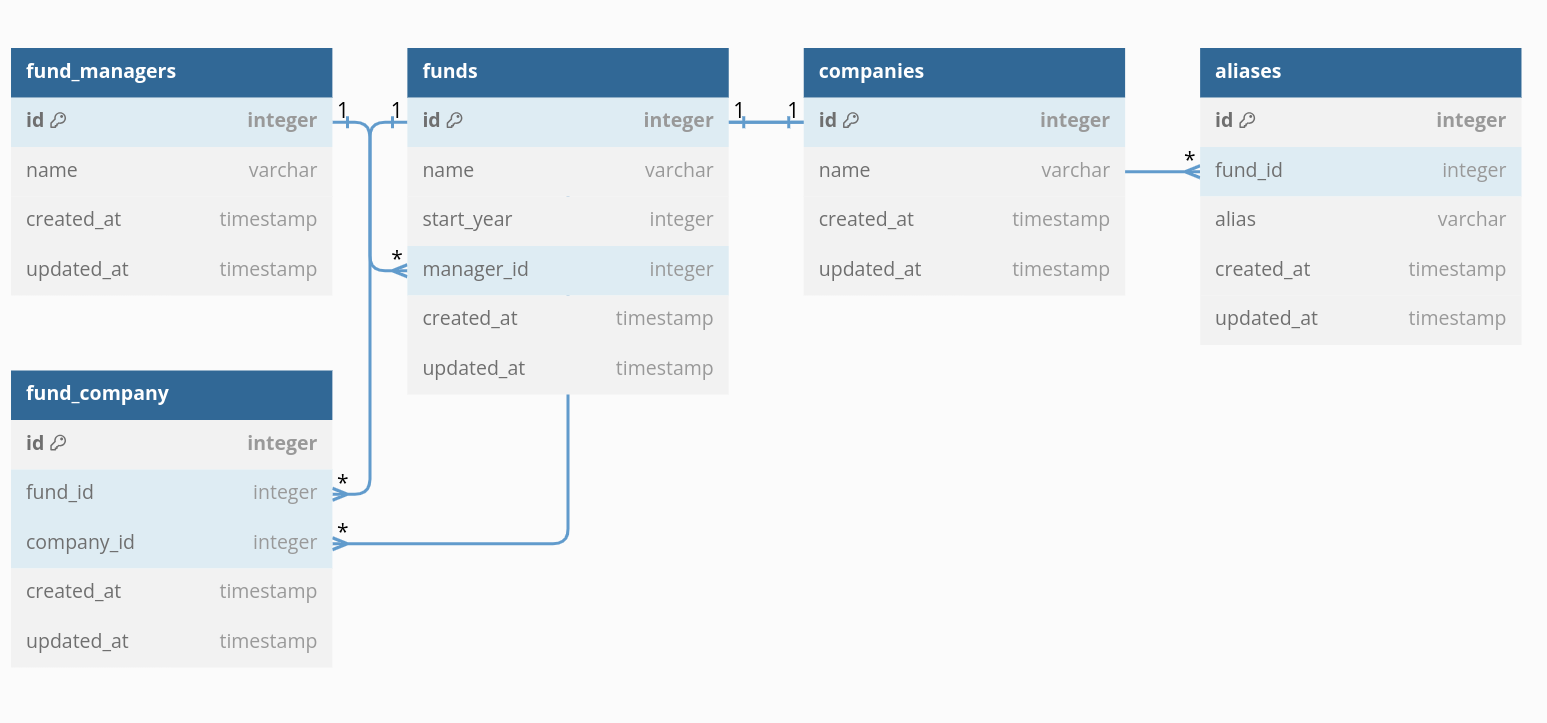 fund_managers
id integer
name varchar
created_at timestamp
updated_at timestamp
1
1
*
funds
id integer
name varchar
start_year integer
manager_id integer
created_at timestamp
updated_at timestamp
1
1
companies
id integer
name varchar
created_at timestamp
updated_at timestamp
*
aliases
id integer
fund_id integer
alias varchar
created_at timestamp
updated_at timestamp
fund_company
id integer
fund_id integer
company_id integer
created_at timestamp
updated_at timestamp
*
*